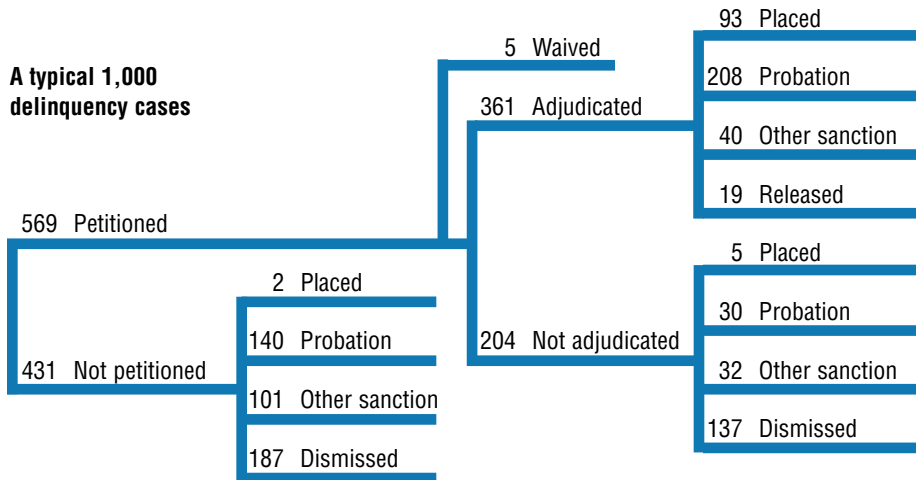 A typical 1,000
delinquency cases
569 Petitioned
5 Waived
361 Adjudicated
93 Placed
208 Probation
40 Other sanction
19 Released
204 Not adjudicated
5 Placed
30 Probation
32 Other sanction
137 Dismissed
431 Not petitioned
2 Placed
140 Probation
101 Other sanction
187 Dismissed